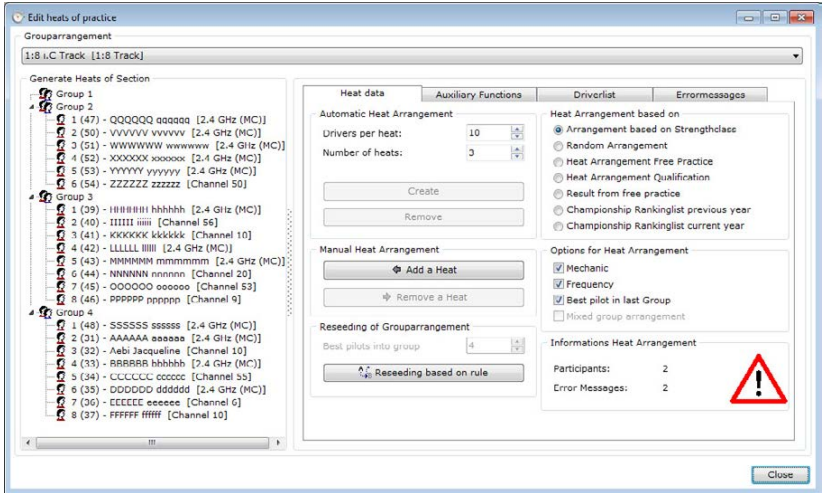 Edit heats of practice
Grouparrangement
1:8 i.C Track [1:8 Track]
Generate Heats of Section
Group 1
Group 2
1 (47) - QQQQQQ qqqqqq [2.4 GHz (MC)]
2 (50) - VVVVVV vvvvvv [2.4 GHz (MC)]
3 (51) - WWWWWW wwwwww [2.4 GHz (MC)]
4 (52) - XXXXXX xxxxxx [2.4 GHz (MC)]
5 (53) - YYYYYY yyyyyy [2.4 GHz (MC)]
6 (54) - ZZZZZZ zzzzzz [Channel 50]
Group 3
1 (39) - HHHHHH hhhhhh [2.4 GHz (MC)]
2 (40) - IIIIII iiiiii [Channel 56]
3 (41) - KKKKKK kkkkkk [Channel 10]
4 (42) - LLLLLL llllll [2.4 GHz (MC)]
5 (43) - MMMMMM mmmmmm [2.4 GHz (MC)]
6 (44) - NNNNNN nnnnnn [Channel 20]
7 (45) - OOOOOO oooooo [Channel 53]
8 (46) - PPPPPP pppppp [Channel 9]
Group 4
1 (48) - SSSSSS ssssss [2.4 GHz (MC)]
2 (31) - AAAAAA aaaaaa [2.4 GHz (MC)]
3 (32) - Aebi Jacqueline [Channel 10]
4 (33) - BBBBBB bbbbbb [2.4 GHz (MC)]
5 (34) - CCCCCC cccccc [Channel 55]
6 (35) - DDDDDD dddddd [2.4 GHz (MC)]
7 (36) - EEEEEE eeeeee [Channel 6]
8 (37) - FFFFFF ffffff [Channel 10]
Heat data
Auxiliary Functions
Driverlist
Errormessages
Automatic Heat Arrangement
Drivers per heat: 10
Number of heats: 3
Create
Remove
Manual Heat Arrangement
Add a Heat
Remove a Heat
Reseeding of Grouparrangement
Best pilots into group 4
Reseeding based on rule
Heat Arrangement based on
Arrangement based on Strengthclass
Random Arrangement
Heat Arrangement Free Practice
Heat Arrangement Qualification
Result from free practice
Championship Rankinglist previous year
Championship Rankinglist current year
Options for Heat Arrangement
Mechanic
Frequency
Best pilot in last Group
Mixed group arrangement
Informations Heat Arrangement
Participants: 2
Error Messages: 2
Close